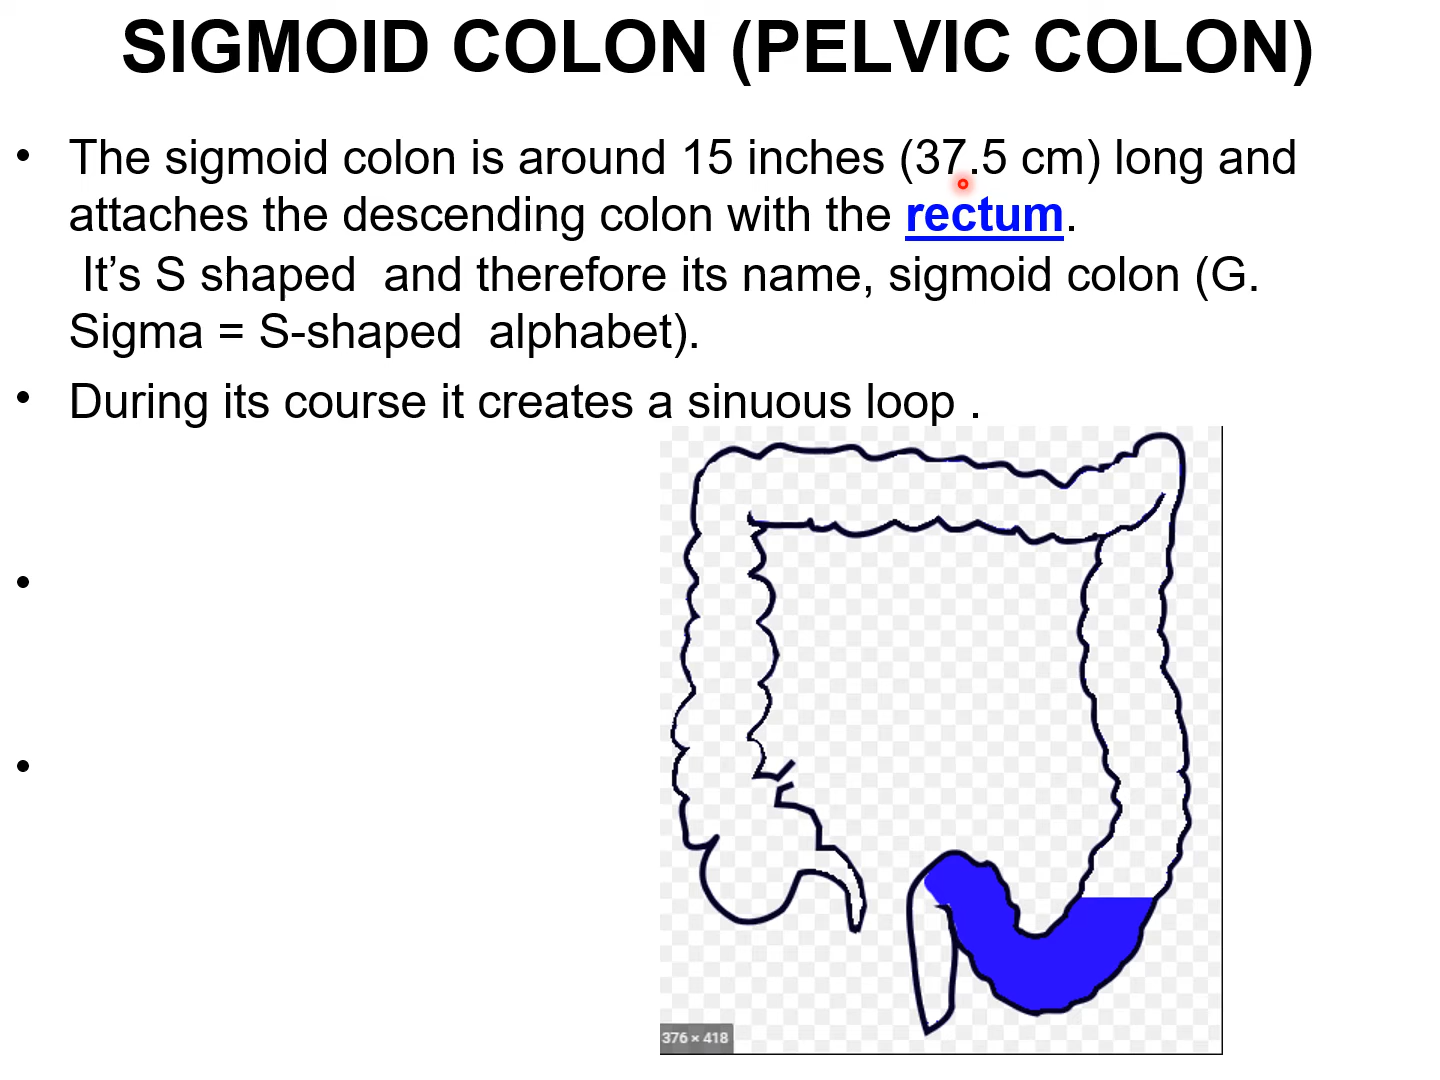 SIGMOID COLON (PELVIC COLON)
• The sigmoid colon is around 15 inches (37.5 cm) long and
attaches the descending colon with the rectum.
It’s S shaped  and therefore its name, sigmoid colon (G.
Sigma = S-shaped  alphabet).
• During its course it creates a sinuous loop .
•
•
376 × 418